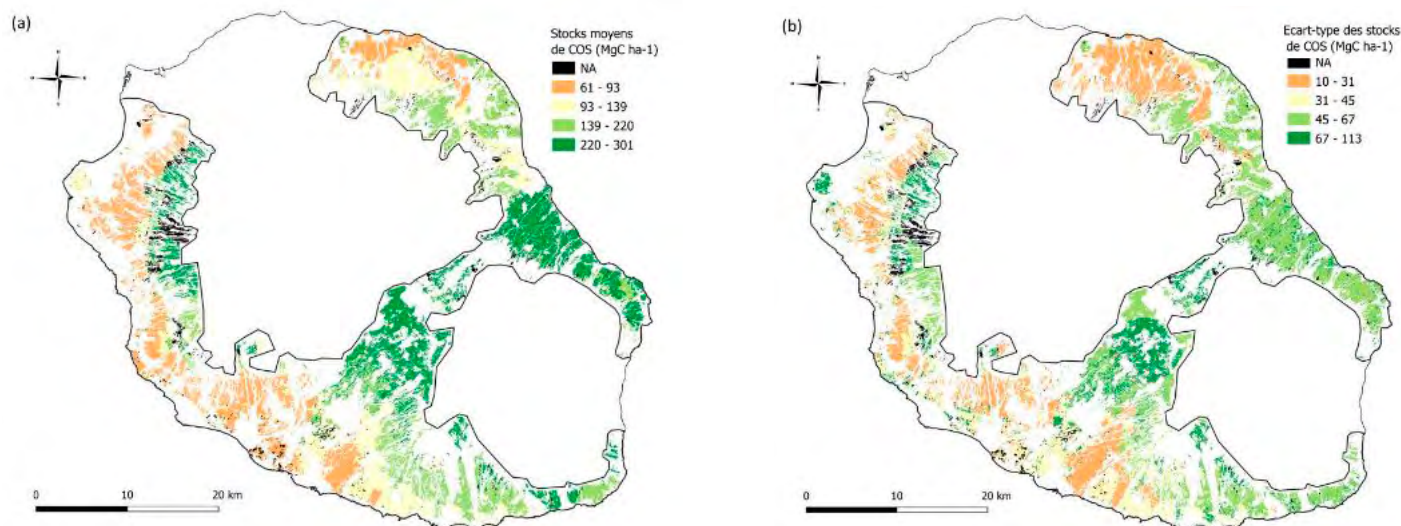 (a)
Stocks moyens
de COS (MgC ha-1)
NA
61 - 93
93 - 139
139 - 220
220 - 301
0 10 20 km
(b)
Ecart-type des stocks
de COS (MgC ha-1)
NA
10 - 31
31 - 45
45 - 67
67 - 113
0 10 20 km